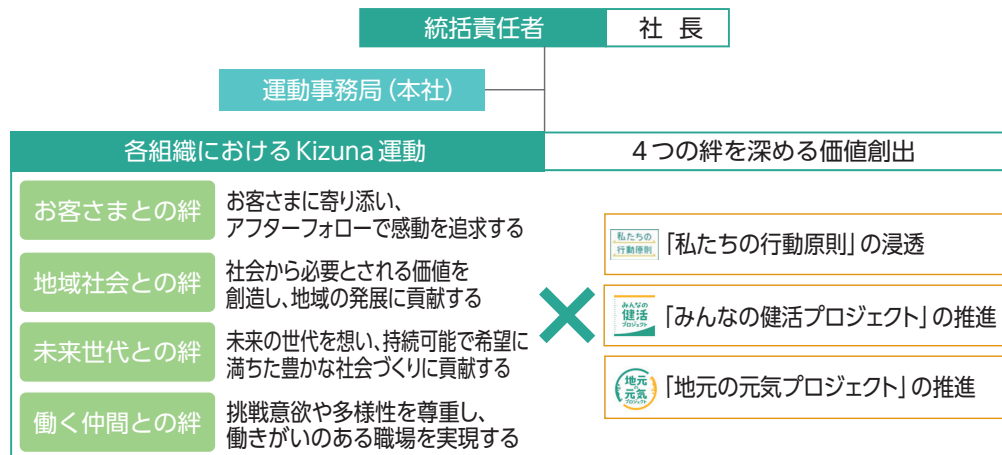 統括責任者
社 長
運動事務局(本社)
各組織におけるKizuna運動
4つの絆を深める価値創出
お客さまとの絆
お客さまに寄り添い、
アフターフォローで感動を追求する
地域社会との絆
社会から必要とされる価値を
創造し、地域の発展に貢献する
未来世代との絆
未来の世代を想い、持続可能で希望に
満ちた豊かな社会づくりに貢献する
働く仲間との絆
挑戦意欲や多様性を尊重し、
働きがいのある職場を実現する
私たちの
行動原則
「私たちの行動原則」の浸透
みんなの
健活
プロジェクト
「みんなの健活プロジェクト」の推進
地元
の
元気
プロジェクト
「地元の元気プロジェクト」の推進